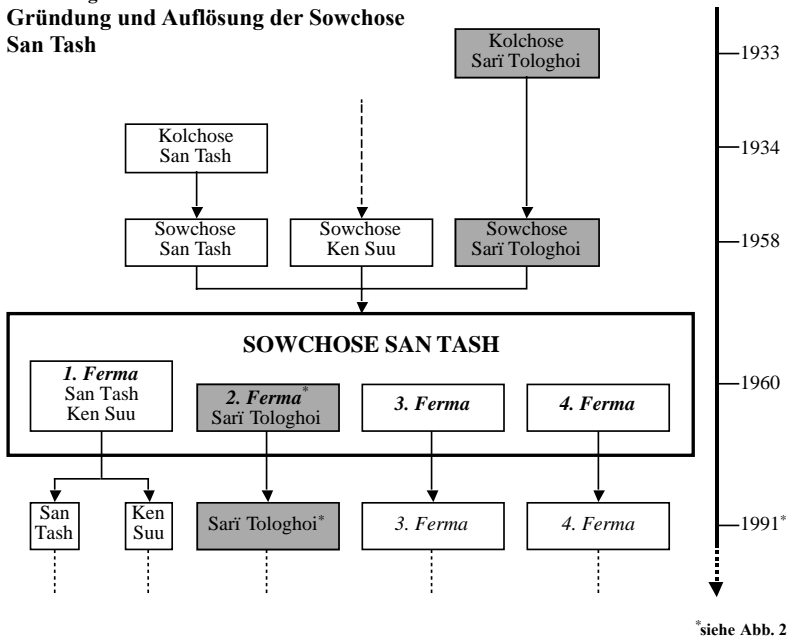 Gründung und Auflösung der Sowchose
San Tash
Kolchose
Sarï Tologhoi
1933
Kolchose
San Tash
1934
Sowchose
San Tash
Sowchose
Ken Suu
Sowchose
Sarï Tologhoi
1958
SOWCHOSE SAN TASH
1. Ferma
San Tash
Ken Suu
2. Ferma*
Sarï Tologhoi
3. Ferma
4. Ferma
1960
San
Tash
Ken
Suu
Sarï Tologhoi*
3. Ferma
4. Ferma
1991*
*siehe Abb. 2